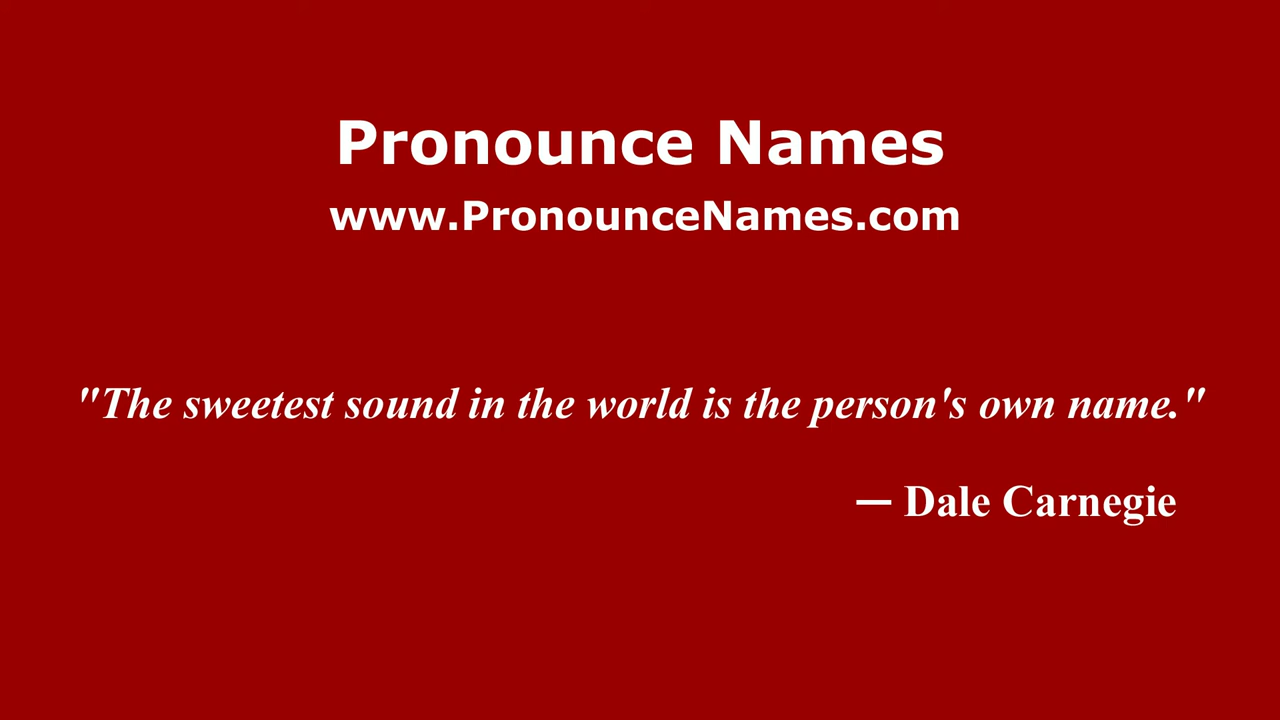 Pronounce Names
www.PronounceNames.com
"The sweetest sound in the world is the person's own name."
— Dale Carnegie